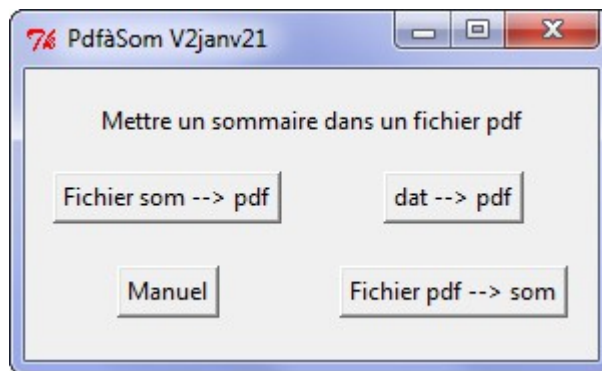 PdfàSom V2janv21
Mettre un sommaire dans un fichier pdf
Fichier som --> pdf
dat --> pdf
Manuel
Fichier pdf --> som